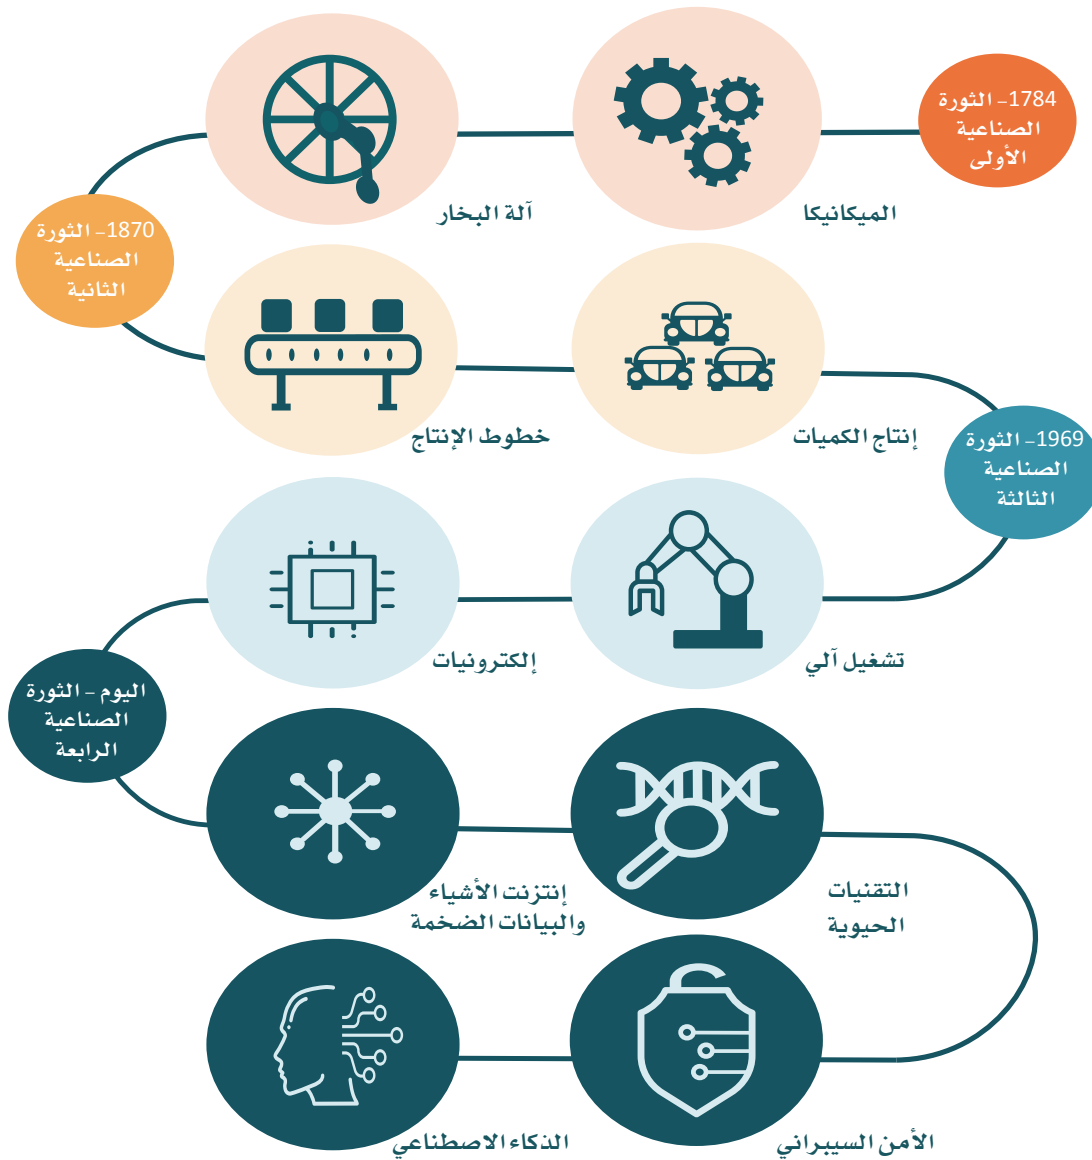 1784– الثورة
الصناعية
الأولى
الميكانيكا
آلة البخار
1870– الثورة
الصناعية
الثانية
خطوط الإنتاج
إنتاج الكميات
1969– الثورة
الصناعية
الثالثة
تشغيل آلي
إلكترونيات
اليوم – الثورة
الصناعية
الرابعة
إنتزنت الأشياء
والبيانات الضخمة
التقنيات
الحيوية
الأمن السيبراني
الذكاء الاصطناعي